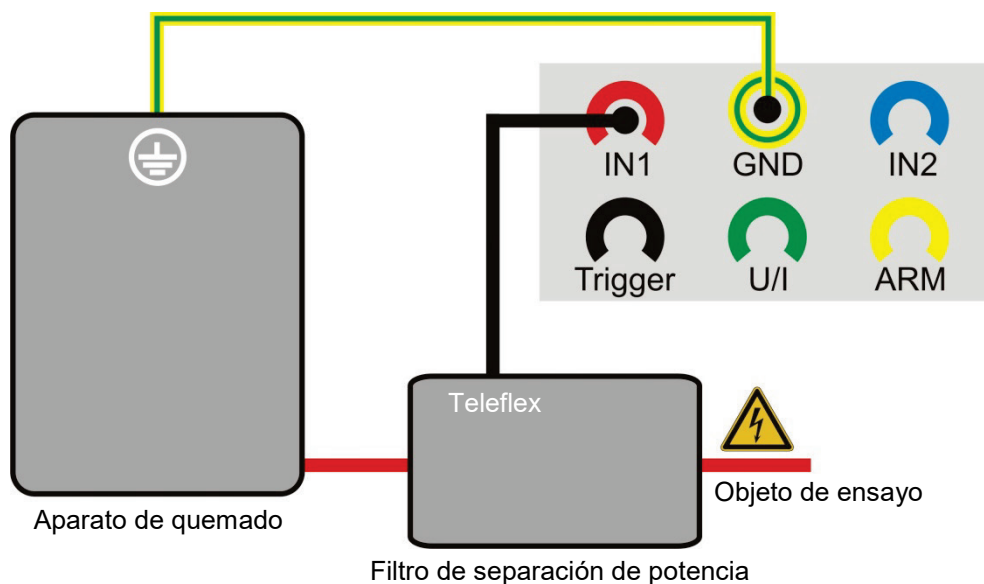 IN1 GND IN2
Trigger U/I ARM
Teleflex
Objeto de ensayo
Aparato de quemado
Filtro de separación de potencia